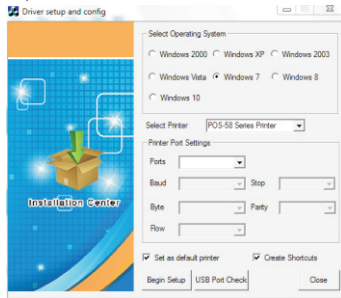 Driver setup and config
Select Operating System
Windows 2000 Windows XP Windows 2003
Windows Vista Windows 7 Windows 8
Windows 10
Select Printer POS-58 Series Printer
Printer Port Settings
Ports
Baud Stop
Byte Parity
Flow
Installation Center
Set as default printer Create Shortcuts
Begin Setup USB Port Check Close